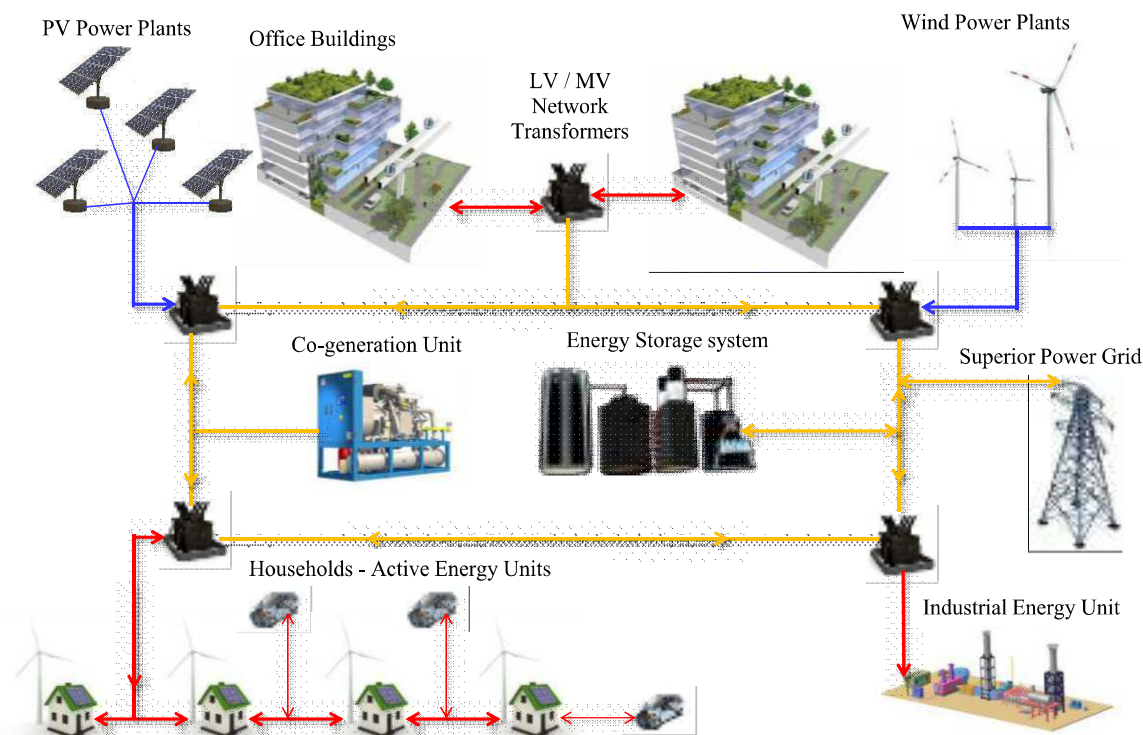 PV Power Plants
Office Buildings
Wind Power Plants
LV / MV
Network
Transformers
Co-generation Unit
Energy Storage system
Superior Power Grid
Households - Active Energy Units
Industrial Energy Unit